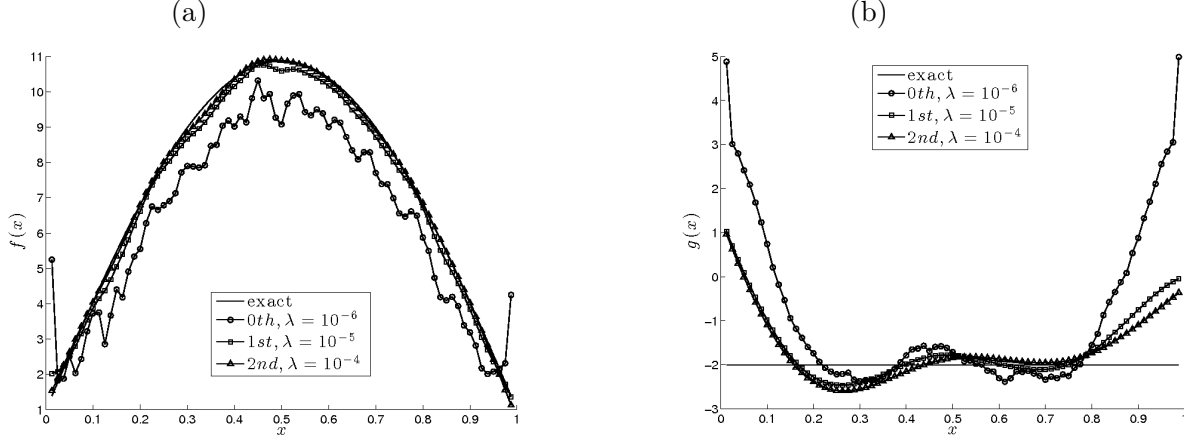 (a)
11
10
9
8
7
6
5
4
3
2
1
0 0.1 0.2 0.3 0.4 0.5 0.6 0.7 0.8 0.9 1
f(x)
x
exact
0th, λ = 10⁻⁶
1st, λ = 10⁻⁵
2nd, λ = 10⁻⁴
(b)
5
4
3
2
1
0
−1
−2
−3
0 0.1 0.2 0.3 0.4 0.5 0.6 0.7 0.8 0.9 1
g(x)
x
exact
0th, λ = 10⁻⁶
1st, λ = 10⁻⁵
2nd, λ = 10⁻⁴